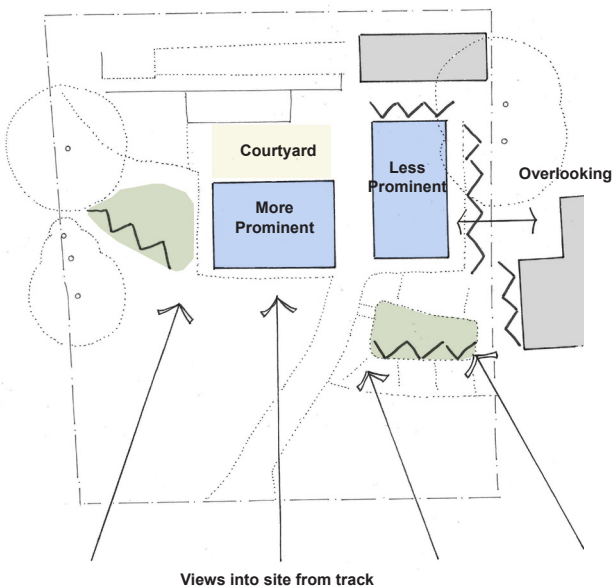 Courtyard
Less
Prominent
Overlooking
More
Prominent
Views into site from track